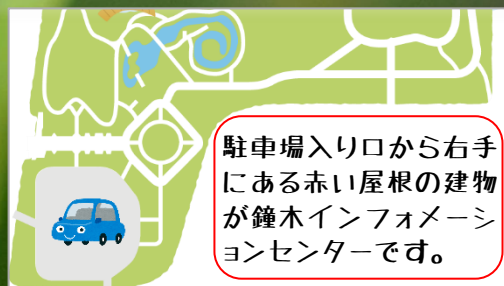 駐車場入り口から右手
にある赤い屋根の建物
が鐘木インフォメーシ
ョンセンターです。